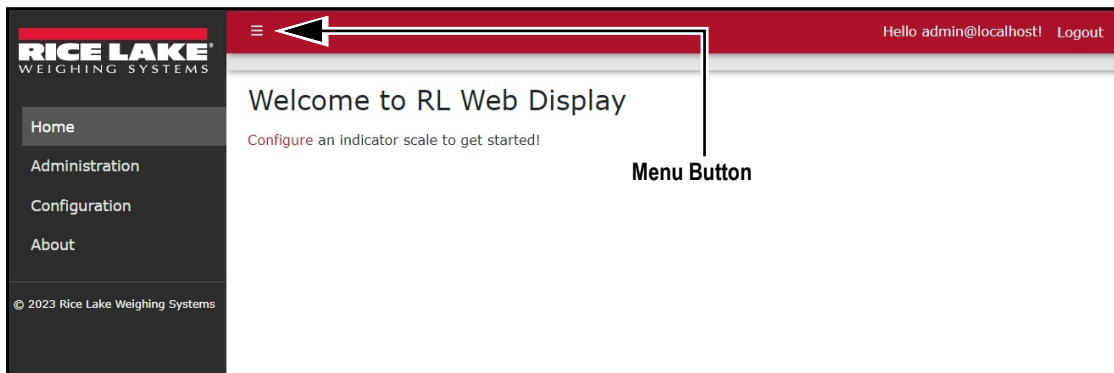 RICE LAKE
WEIGHING SYSTEMS
Home
Administration
Configuration
About
© 2023 Rice Lake Weighing Systems
Hello admin@localhost! Logout
Welcome to RL Web Display
Configure an indicator scale to get started!
Menu Button